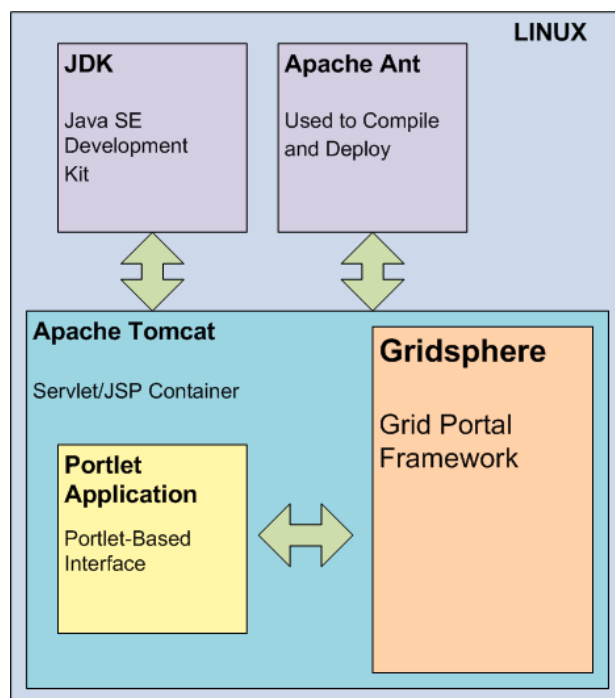 LINUX
JDK
Java SE
Development
Kit
Apache Ant
Used to Compile
and Deploy
Apache Tomcat
Servlet/JSP Container
Portlet
Application
Portlet-Based
Interface
Gridsphere
Grid Portal
Framework